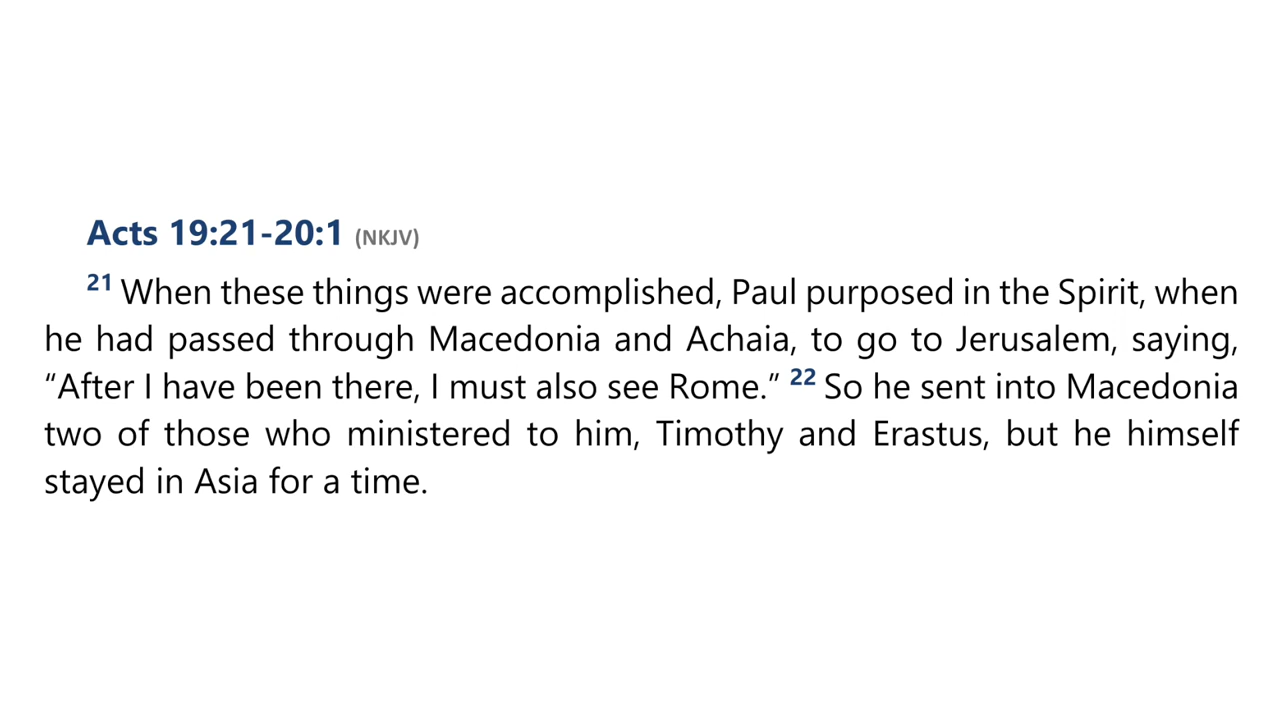 Acts 19:21-20:1 (NKJV)
21 When these things were accomplished, Paul purposed in the Spirit, when
he had passed through Macedonia and Achaia, to go to Jerusalem, saying,
“After I have been there, I must also see Rome.” 22 So he sent into Macedonia
two of those who ministered to him, Timothy and Erastus, but he himself
stayed in Asia for a time.